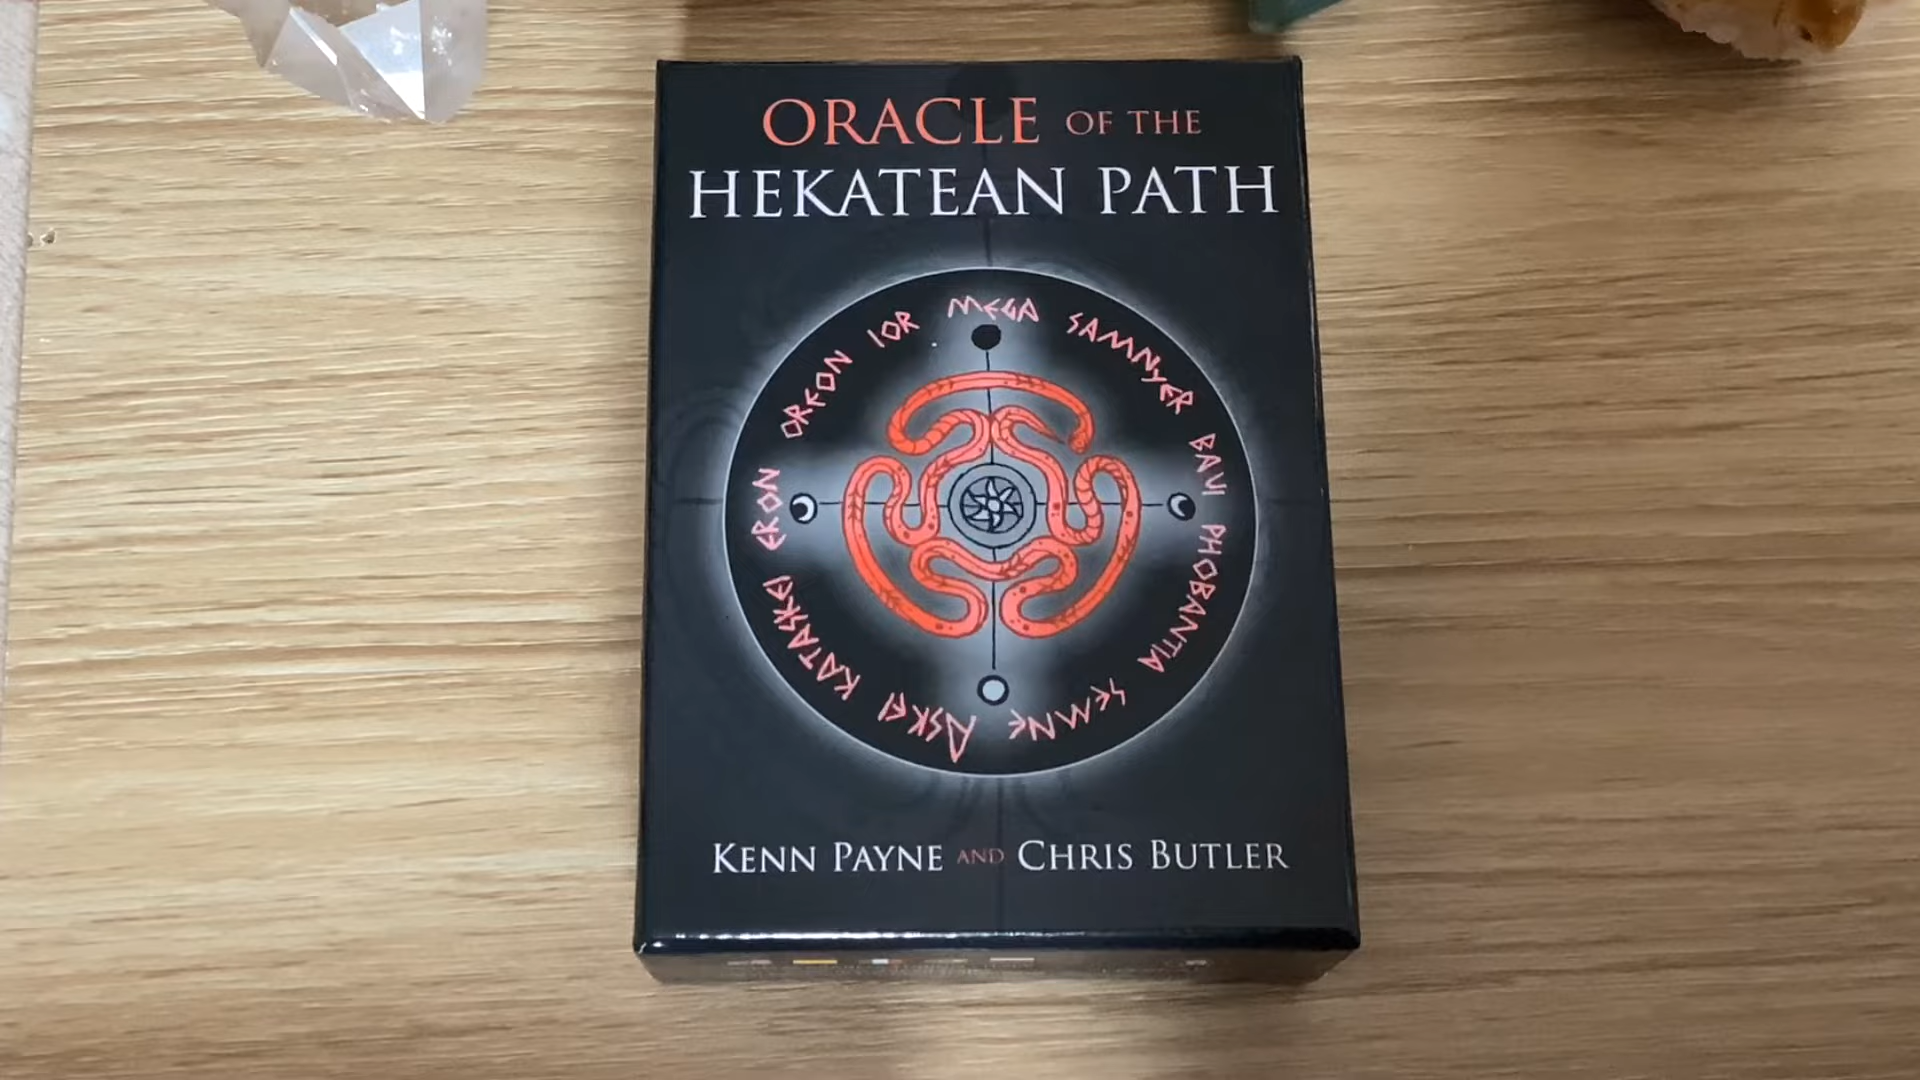 ORACLE OF THE
HEKATEAN PATH
ASKEI KATASKEI ERON OREON IOR MEGA SAMNYER BAVI PHOBANTIA SEMNE
KENN PAYNE AND CHRIS BUTLER